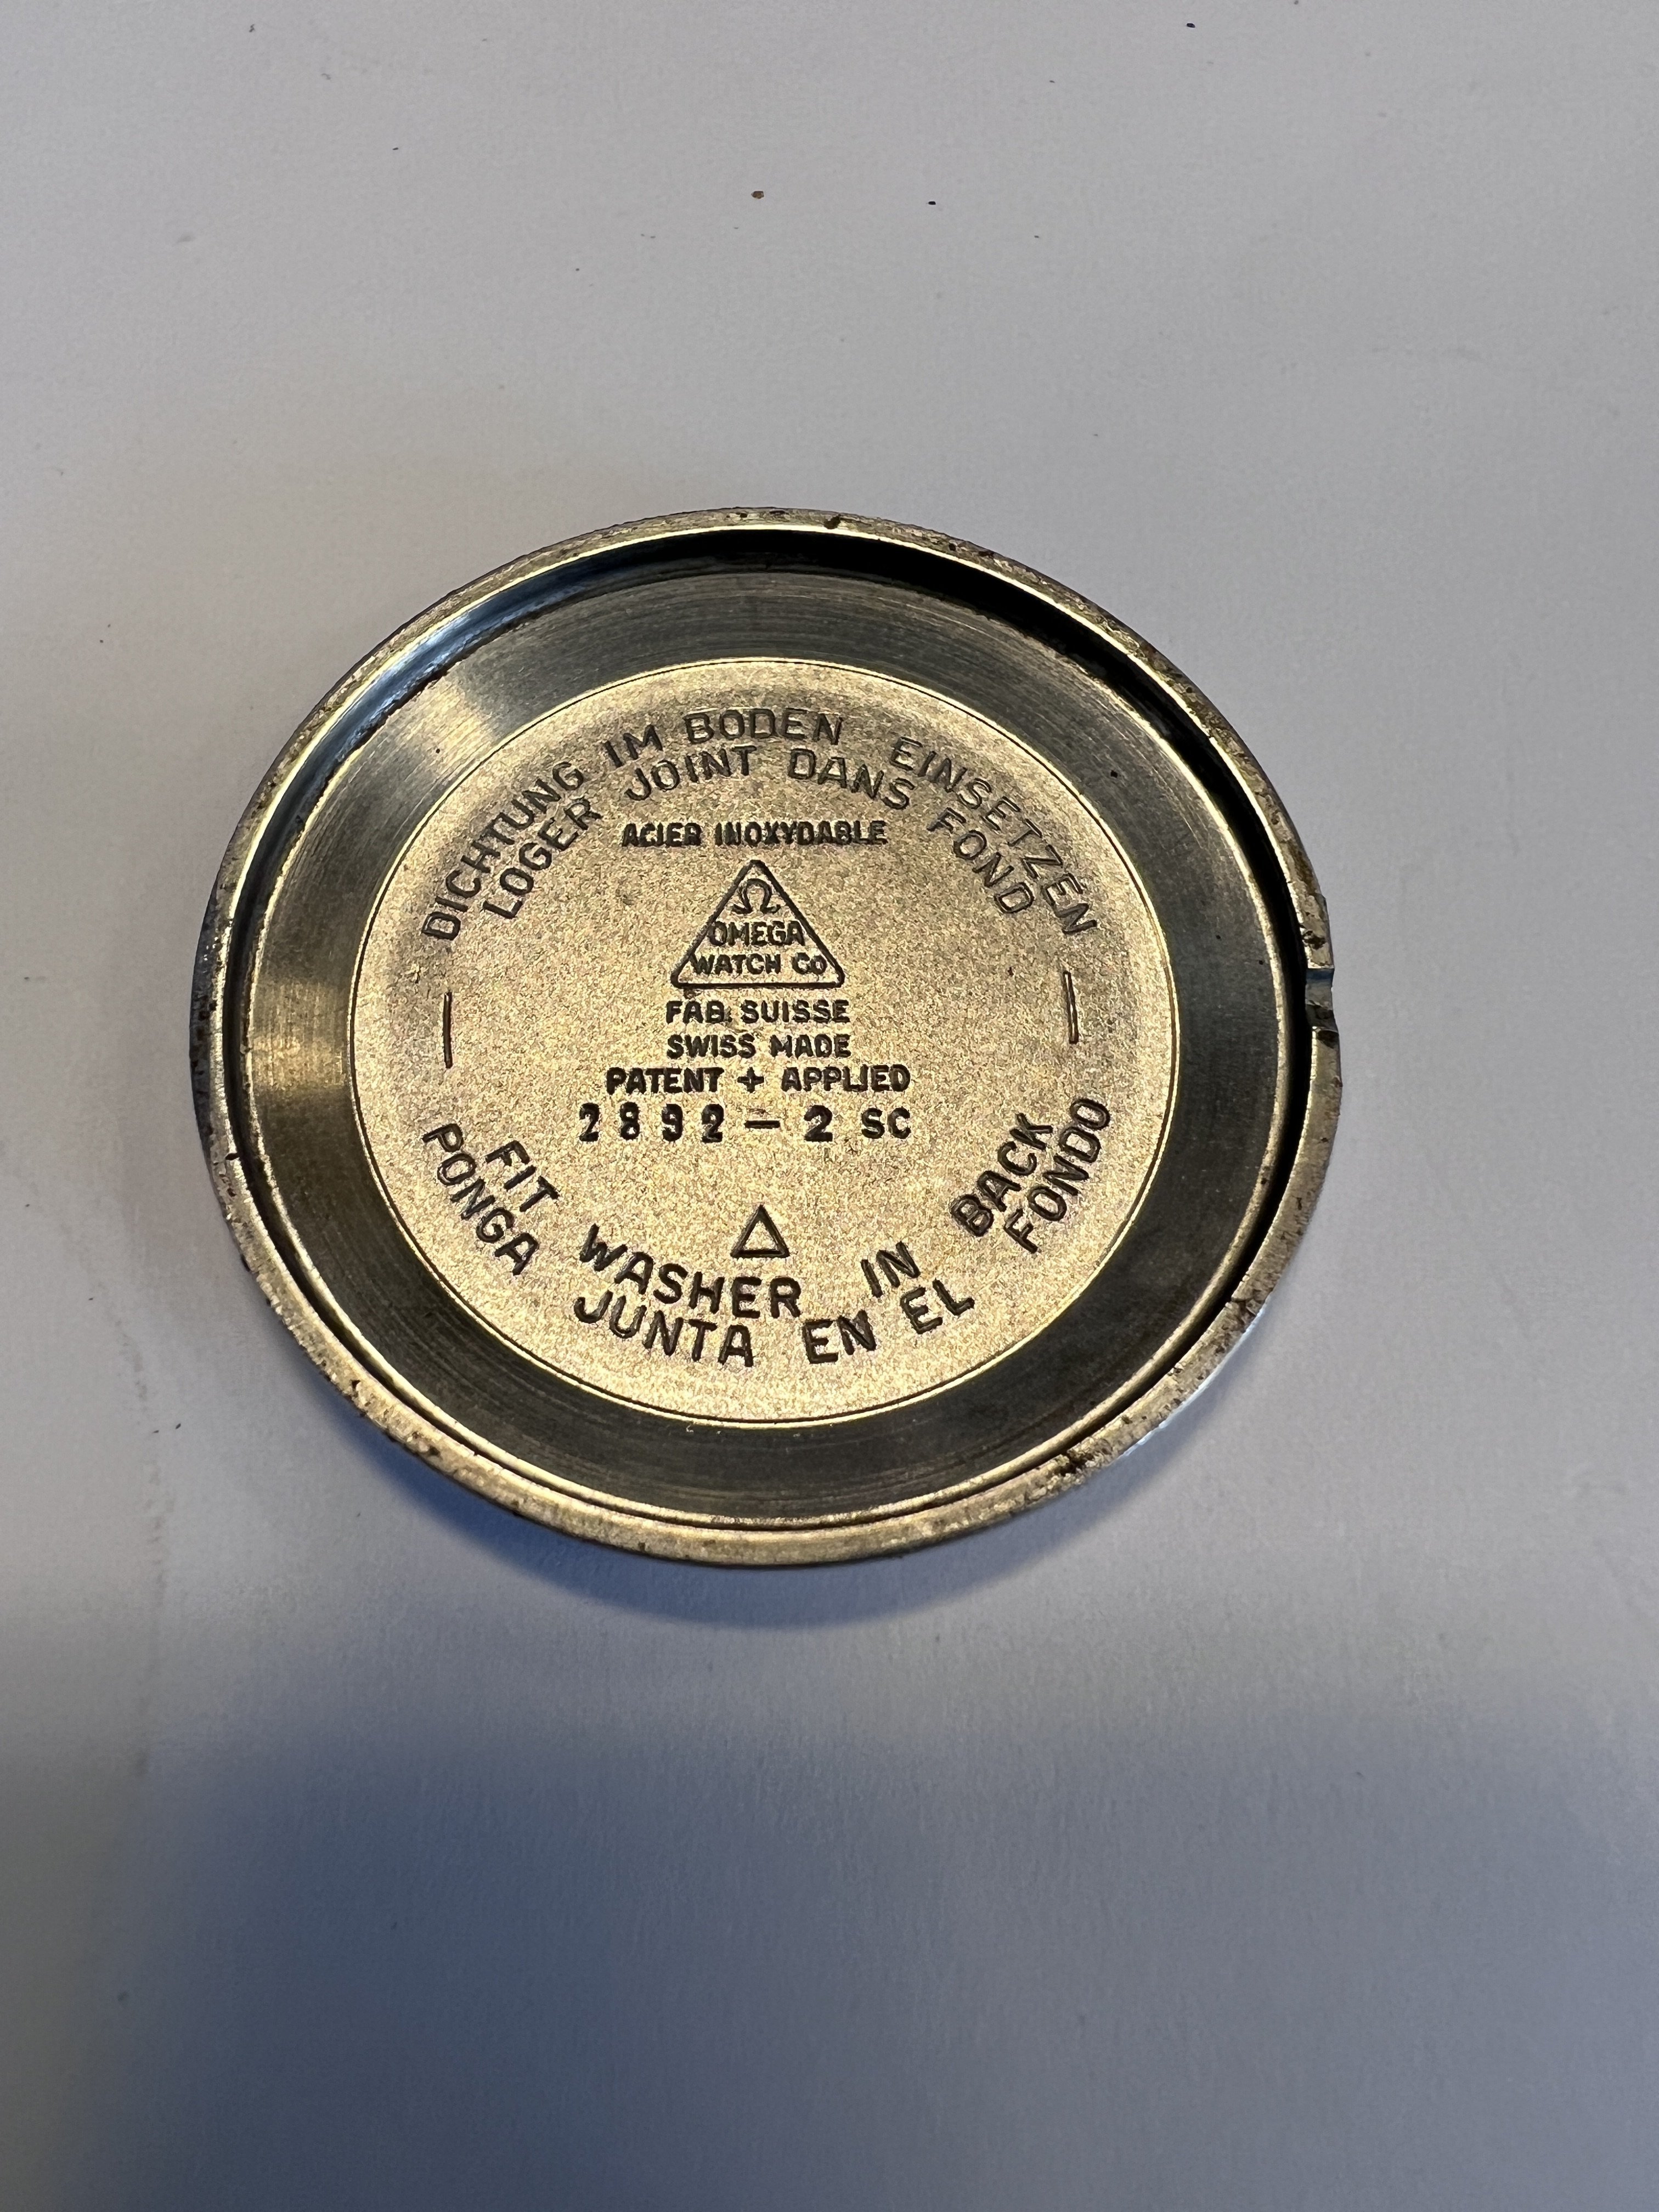 DICHTUNG IM BODEN EINSETZEN
LOGER JOINT DANS FOND
ACIER INOXYDABLE
Ω
OMEGA
WATCH Co
FAB. SUISSE
SWISS MADE
PATENT + APPLIED
2892 - 2 SC
FIT WASHER IN BACK
PONGA JUNTA EN EL FONDO